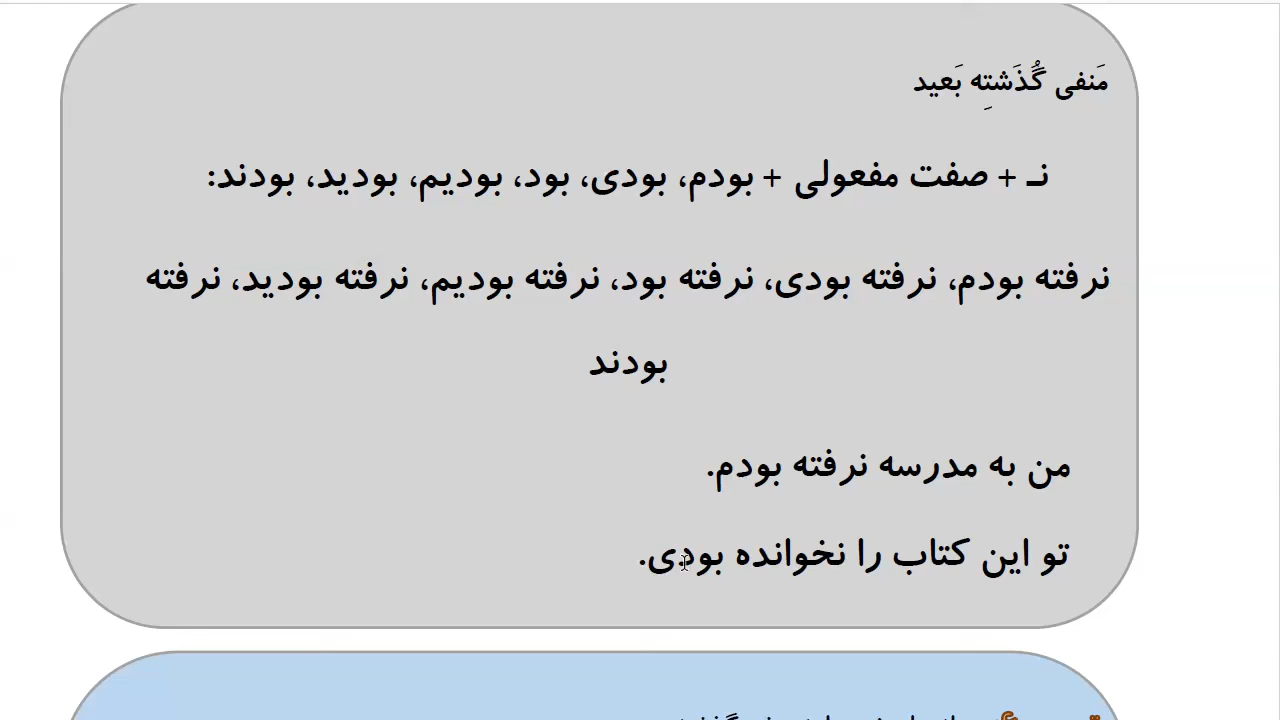 مَنفی گُذَشتِه بَعید
نـ + صفت مفعولی + بودم، بودی، بود، بودیم، بودید، بودند:
نرفته بودم، نرفته بودی، نرفته بود، نرفته بودیم، نرفته بودید، نرفته
بودند
من به مدرسه نرفته بودم.
تو این کتاب را نخوانده بودی.